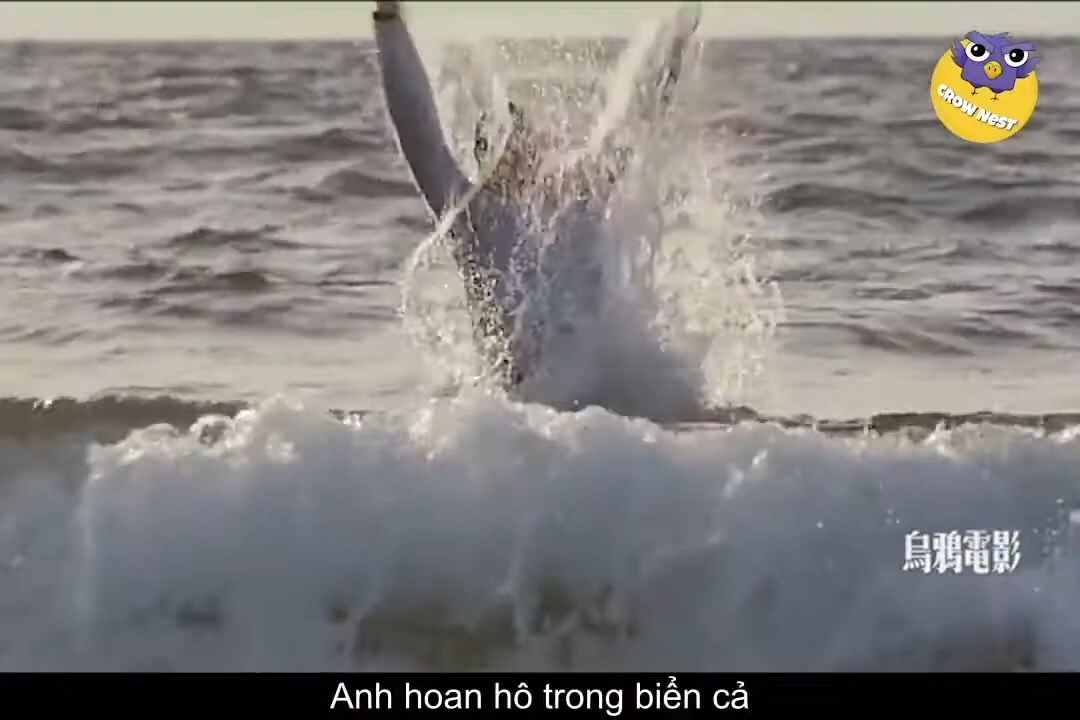 CROW NEST
烏鴉電影
Anh hoan hô trong biển cả